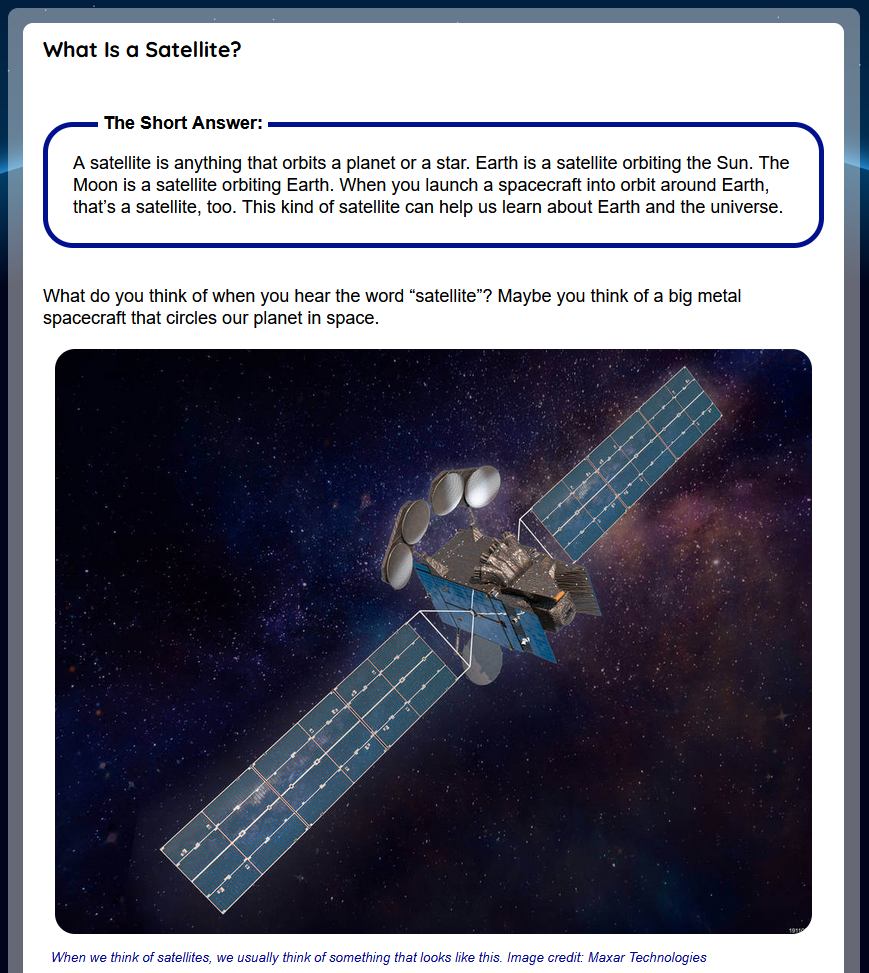 What Is a Satellite?
The Short Answer:
A satellite is anything that orbits a planet or a star. Earth is a satellite orbiting the Sun. The
Moon is a satellite orbiting Earth. When you launch a spacecraft into orbit around Earth,
that’s a satellite, too. This kind of satellite can help us learn about Earth and the universe.
What do you think of when you hear the word “satellite”? Maybe you think of a big metal
spacecraft that circles our planet in space.
When we think of satellites, we usually think of something that looks like this. Image credit: Maxar Technologies